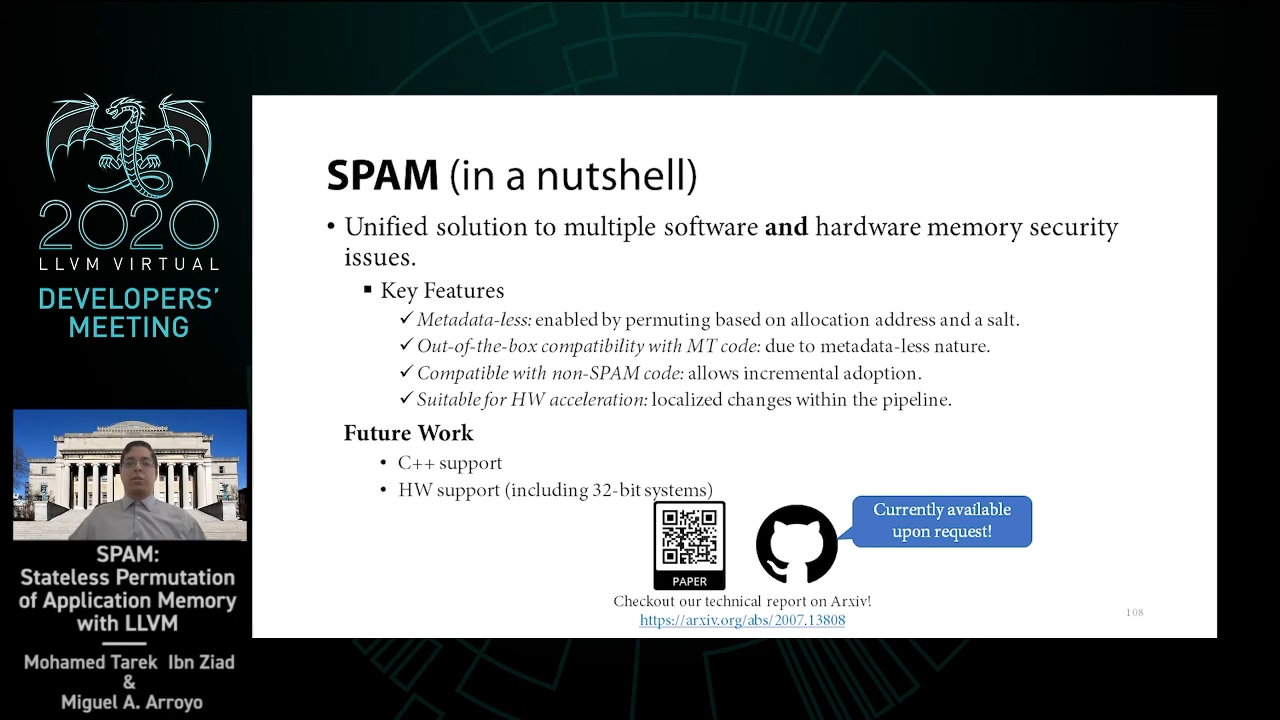 2020
LLVM VIRTUAL
DEVELOPERS'
MEETING
SPAM:
Stateless Permutation
of Application Memory
with LLVM
Mohamed Tarek Ibn Ziad
&
Miguel A. Arroyo
SPAM (in a nutshell)
• Unified solution to multiple software and hardware memory security
issues.
▪ Key Features
✓ Metadata-less: enabled by permuting based on allocation address and a salt.
✓ Out-of-the-box compatibility with MT code: due to metadata-less nature.
✓ Compatible with non-SPAM code: allows incremental adoption.
✓ Suitable for HW acceleration: localized changes within the pipeline.
Future Work
• C++ support
• HW support (including 32-bit systems)
Currently available
upon request!
PAPER
Checkout our technical report on Arxiv!
https://arxiv.org/abs/2007.13808
108